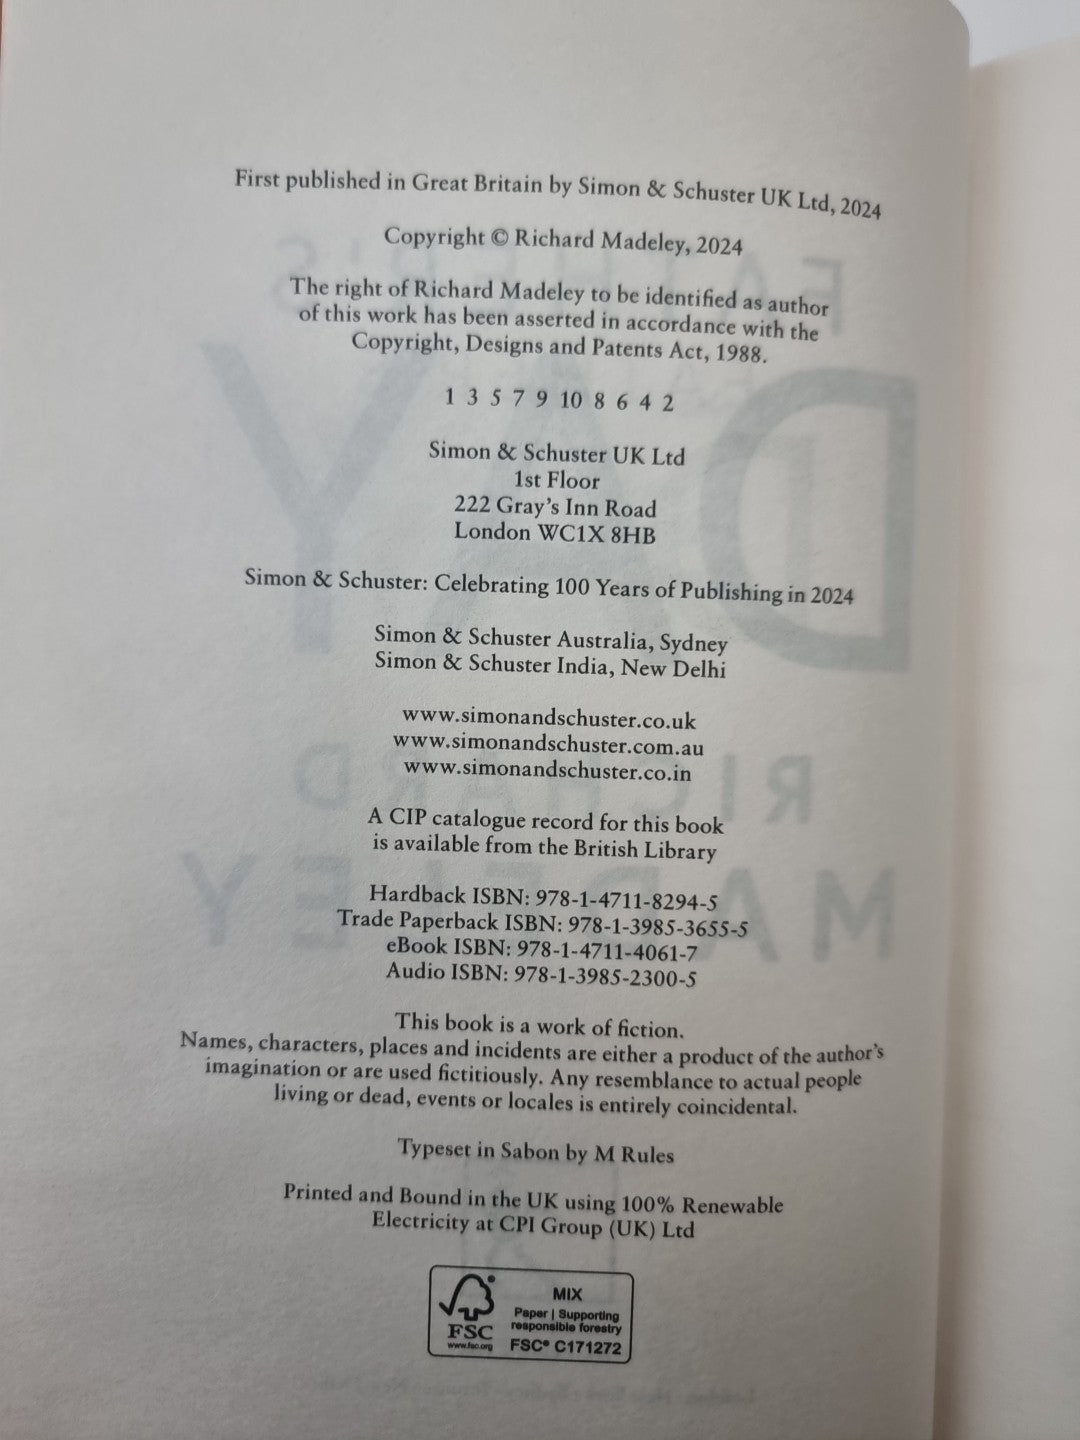 First published in Great Britain by Simon & Schuster UK Ltd, 2024
Copyright © Richard Madeley, 2024
The right of Richard Madeley to be identified as author
of this work has been asserted in accordance with the
Copyright, Designs and Patents Act, 1988.
1 3 5 7 9 10 8 6 4 2
Simon & Schuster UK Ltd
1st Floor
222 Gray's Inn Road
London WC1X 8HB
Simon & Schuster: Celebrating 100 Years of Publishing in 2024
Simon & Schuster Australia, Sydney
Simon & Schuster India, New Delhi
www.simonandschuster.co.uk
www.simonandschuster.com.au
www.simonandschuster.co.in
A CIP catalogue record for this book
is available from the British Library
Hardback ISBN: 978-1-4711-8294-5
Trade Paperback ISBN: 978-1-3985-3655-5
eBook ISBN: 978-1-4711-4061-7
Audio ISBN: 978-1-3985-2300-5
This book is a work of fiction.
Names, characters, places and incidents are either a product of the author's
imagination or are used fictitiously. Any resemblance to actual people
living or dead, events or locales is entirely coincidental.
Typeset in Sabon by M Rules
Printed and Bound in the UK using 100% Renewable
Electricity at CPI Group (UK) Ltd
FSC
www.fsc.org
MIX
Paper | Supporting
responsible forestry
FSC® C171272